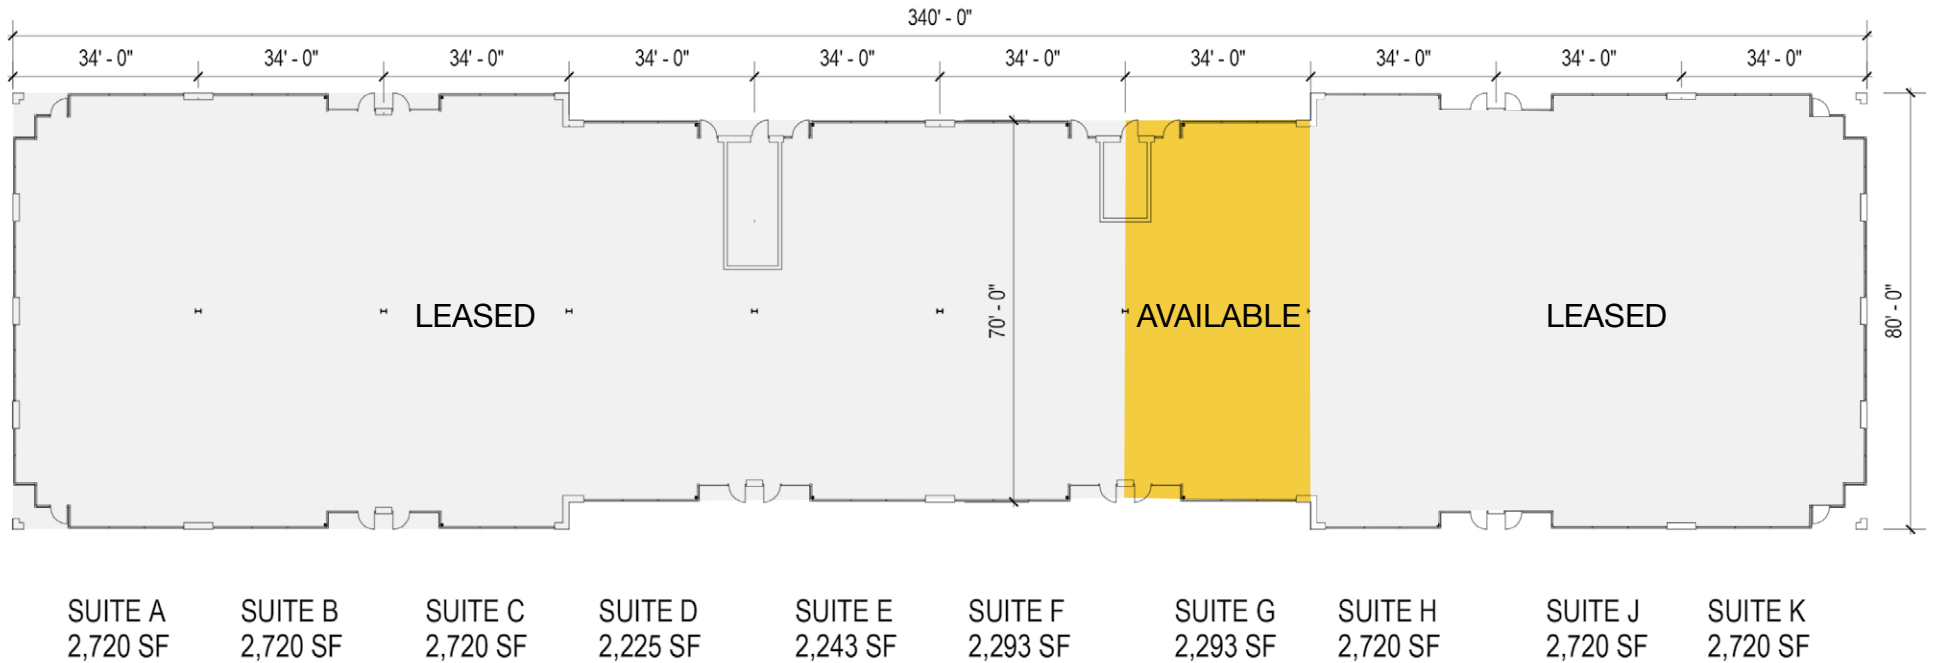 340' - 0"
34' - 0" 34' - 0" 34' - 0" 34' - 0" 34' - 0" 34' - 0" 34' - 0" 34' - 0" 34' - 0" 34' - 0"
LEASED 70' - 0" AVAILABLE LEASED 80' - 0"
SUITE A SUITE B SUITE C SUITE D SUITE E SUITE F SUITE G SUITE H SUITE J SUITE K
2,720 SF 2,720 SF 2,720 SF 2,225 SF 2,243 SF 2,293 SF 2,293 SF 2,720 SF 2,720 SF 2,720 SF